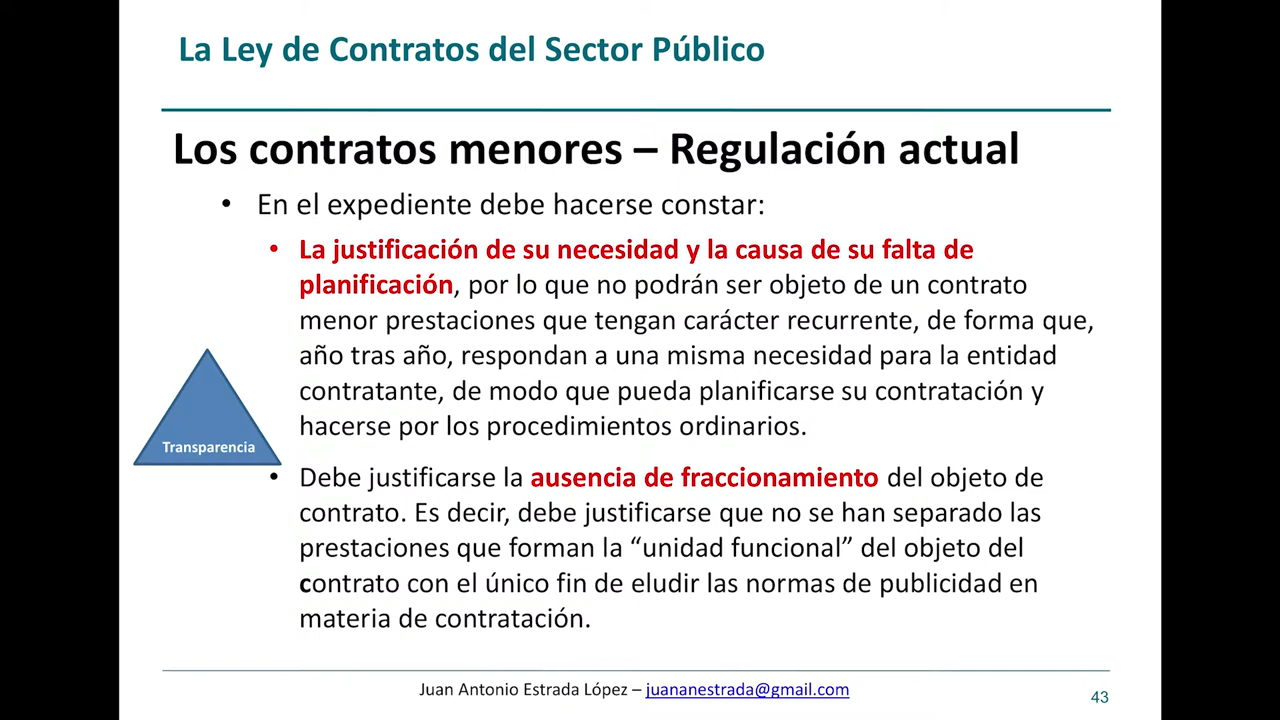 La Ley de Contratos del Sector Público
Los contratos menores – Regulación actual
• En el expediente debe hacerse constar:
• La justificación de su necesidad y la causa de su falta de
planificación, por lo que no podrán ser objeto de un contrato
menor prestaciones que tengan carácter recurrente, de forma que,
año tras año, respondan a una misma necesidad para la entidad
contratante, de modo que pueda planificarse su contratación y
hacerse por los procedimientos ordinarios.
Transparencia
• Debe justificarse la ausencia de fraccionamiento del objeto de
contrato. Es decir, debe justificarse que no se han separado las
prestaciones que forman la “unidad funcional” del objeto del
contrato con el único fin de eludir las normas de publicidad en
materia de contratación.
Juan Antonio Estrada López – juananestrada@gmail.com
43